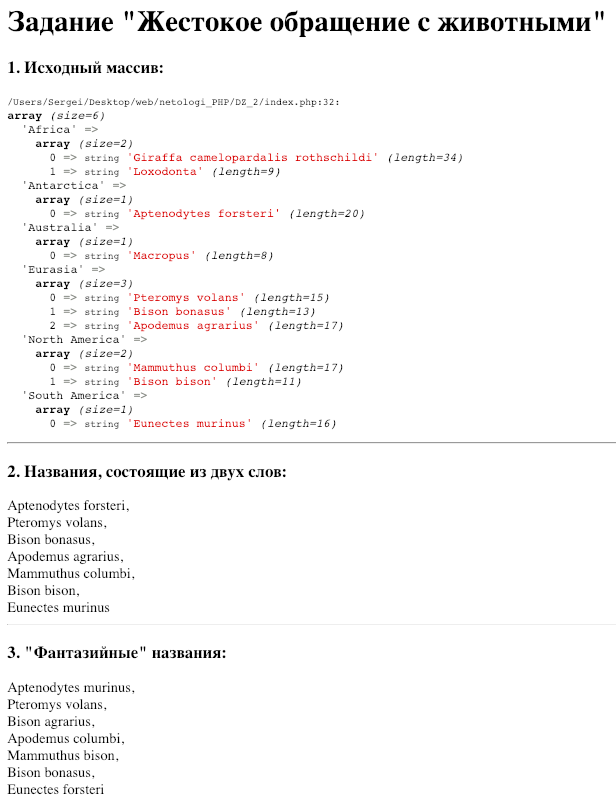 Задание "Жестокое обращение с животными"
1. Исходный массив:
/Users/Sergei/Desktop/web/netologi_PHP/DZ_2/index.php:32:
array (size=6)
'Africa' =>
array (size=2)
0 => string 'Giraffa camelopardalis rothschildi' (length=34)
1 => string 'Loxodonta' (length=9)
'Antarctica' =>
array (size=1)
0 => string 'Aptenodytes forsteri' (length=20)
'Australia' =>
array (size=1)
0 => string 'Macropus' (length=8)
'Eurasia' =>
array (size=3)
0 => string 'Pteromys volans' (length=15)
1 => string 'Bison bonasus' (length=13)
2 => string 'Apodemus agrarius' (length=17)
'North America' =>
array (size=2)
0 => string 'Mammuthus columbi' (length=17)
1 => string 'Bison bison' (length=11)
'South America' =>
array (size=1)
0 => string 'Eunectes murinus' (length=16)
2. Названия, состоящие из двух слов:
Aptenodytes forsteri,
Pteromys volans,
Bison bonasus,
Apodemus agrarius,
Mammuthus columbi,
Bison bison,
Eunectes murinus
3. "Фантазийные" названия:
Aptenodytes murinus,
Pteromys volans,
Bison agrarius,
Apodemus columbi,
Mammuthus bison,
Bison bonasus,
Eunectes forsteri